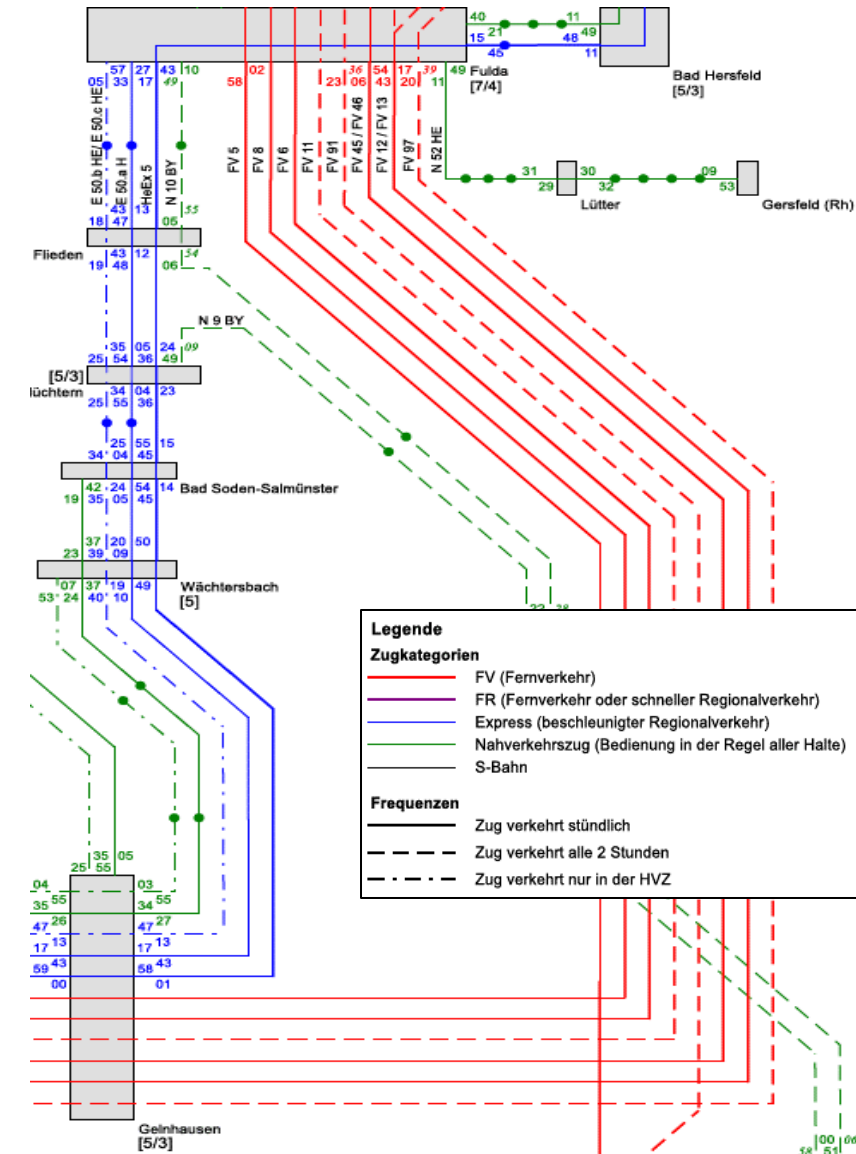 40 11
21 49
15 48
45 11
Fulda
[7/4]
Bad Hersfeld
[5/3]
57 27 43 10
05 33 17 49
02 36 54 17 39 49
58 23 06 43 20 11
E 50.b HE/ E 50.c HE
E 50.a H
HeEx 5
N 10 BY
FV 5
FV 8
FV 6
FV 11
FV 91
FV 45 / FV 46
FV 12 / FV 13
FV 97
N 52 HE
31 30 09
29 32 53
Lütter
Gersfeld (Rh)
43 13 55
18 47 05
Flieden
43 12 54
19 48 06
N 9 BY
35 05 24 09
25 54 36 49
[5/3]
lüchtern
34 04 23
25 55 36
25 55 15
34 04 45
Bad Soden-Salmünster
42 24 54 14
19 35 05 45
37 20 50
23 39 09
Wächtersbach
[5]
07 37 19 49
53 24 40 10
Legende
Zugkategorien
FV (Fernverkehr)
FR (Fernverkehr oder schneller Regionalverkehr)
Express (beschleunigter Regionalverkehr)
Nahverkehrszug (Bedienung in der Regel aller Halte)
S-Bahn
Frequenzen
Zug verkehrt stündlich
Zug verkehrt alle 2 Stunden
Zug verkehrt nur in der HVZ
35 05
25 55
04 03
55 55
35 34
26 27
47 47
13 13
17 17
43 43
59 58
00 01
Gelnhausen
[5/3]
00 06
58 51